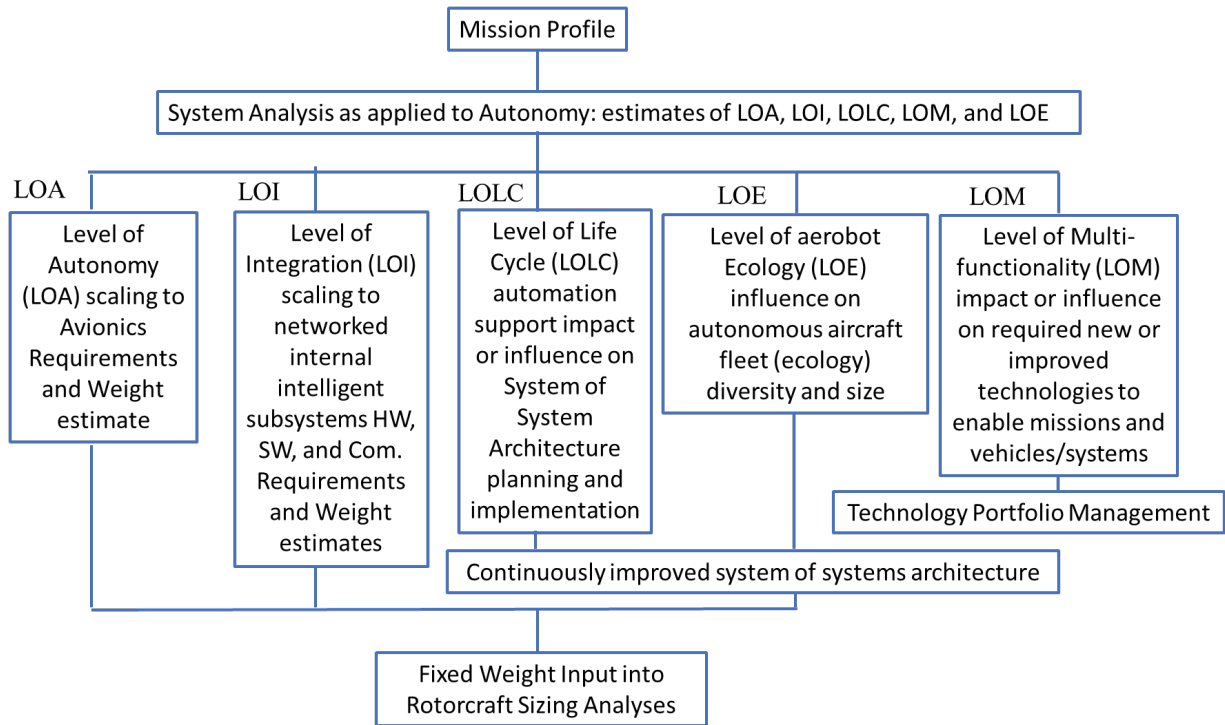 Mission Profile
System Analysis as applied to Autonomy: estimates of LOA, LOI, LOLC, LOM, and LOE
LOA
Level of
Autonomy
(LOA) scaling to
Avionics
Requirements
and Weight
estimate
LOI
Level of
Integration (LOI)
scaling to
networked
internal
intelligent
subsystems HW,
SW, and Com.
Requirements
and Weight
estimates
LOLC
Level of Life
Cycle (LOLC)
automation
support impact
or influence on
System of
System
Architecture
planning and
implementation
LOE
Level of aerobot
Ecology (LOE)
influence on
autonomous aircraft
fleet (ecology)
diversity and size
LOM
Level of Multi-
functionality (LOM)
impact or influence
on required new or
improved
technologies to
enable missions and
vehicles/systems
Technology Portfolio Management
Continuously improved system of systems architecture
Fixed Weight Input into
Rotorcraft Sizing Analyses